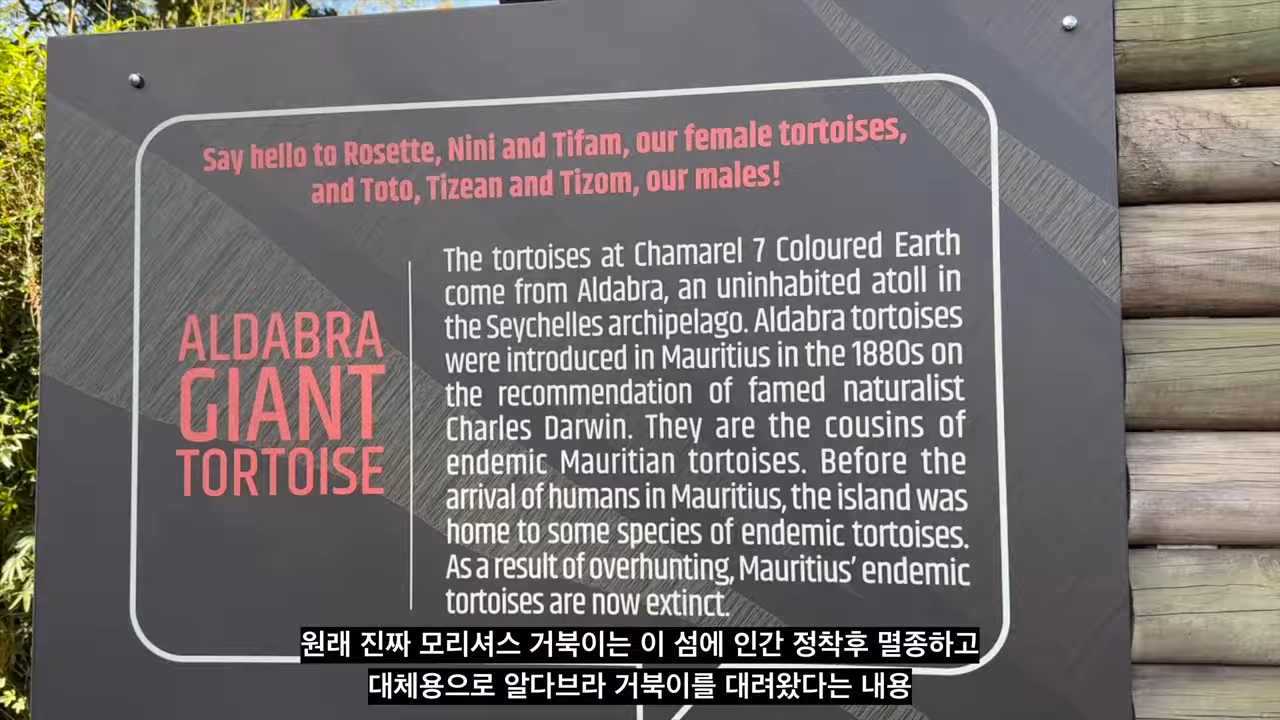 Say hello to Rosette, Nini and Tifam, our female tortoises,
and Toto, Tizean and Tizom, our males!
ALDABRA
GIANT
TORTOISE
The tortoises at Chamarel 7 Coloured Earth
come from Aldabra, an uninhabited atoll in
the Seychelles archipelago. Aldabra tortoises
were introduced in Mauritius in the 1880s on
the recommendation of famed naturalist
Charles Darwin. They are the cousins of
endemic Mauritian tortoises. Before the
arrival of humans in Mauritius, the island was
home to some species of endemic tortoises.
As a result of overhunting, Mauritius’ endemic
tortoises are now extinct.
원래 진짜 모리셔스 거북이는 이 섬에 인간 정착후 멸종하고
대체용으로 알다브라 거북이를 대려왔다는 내용